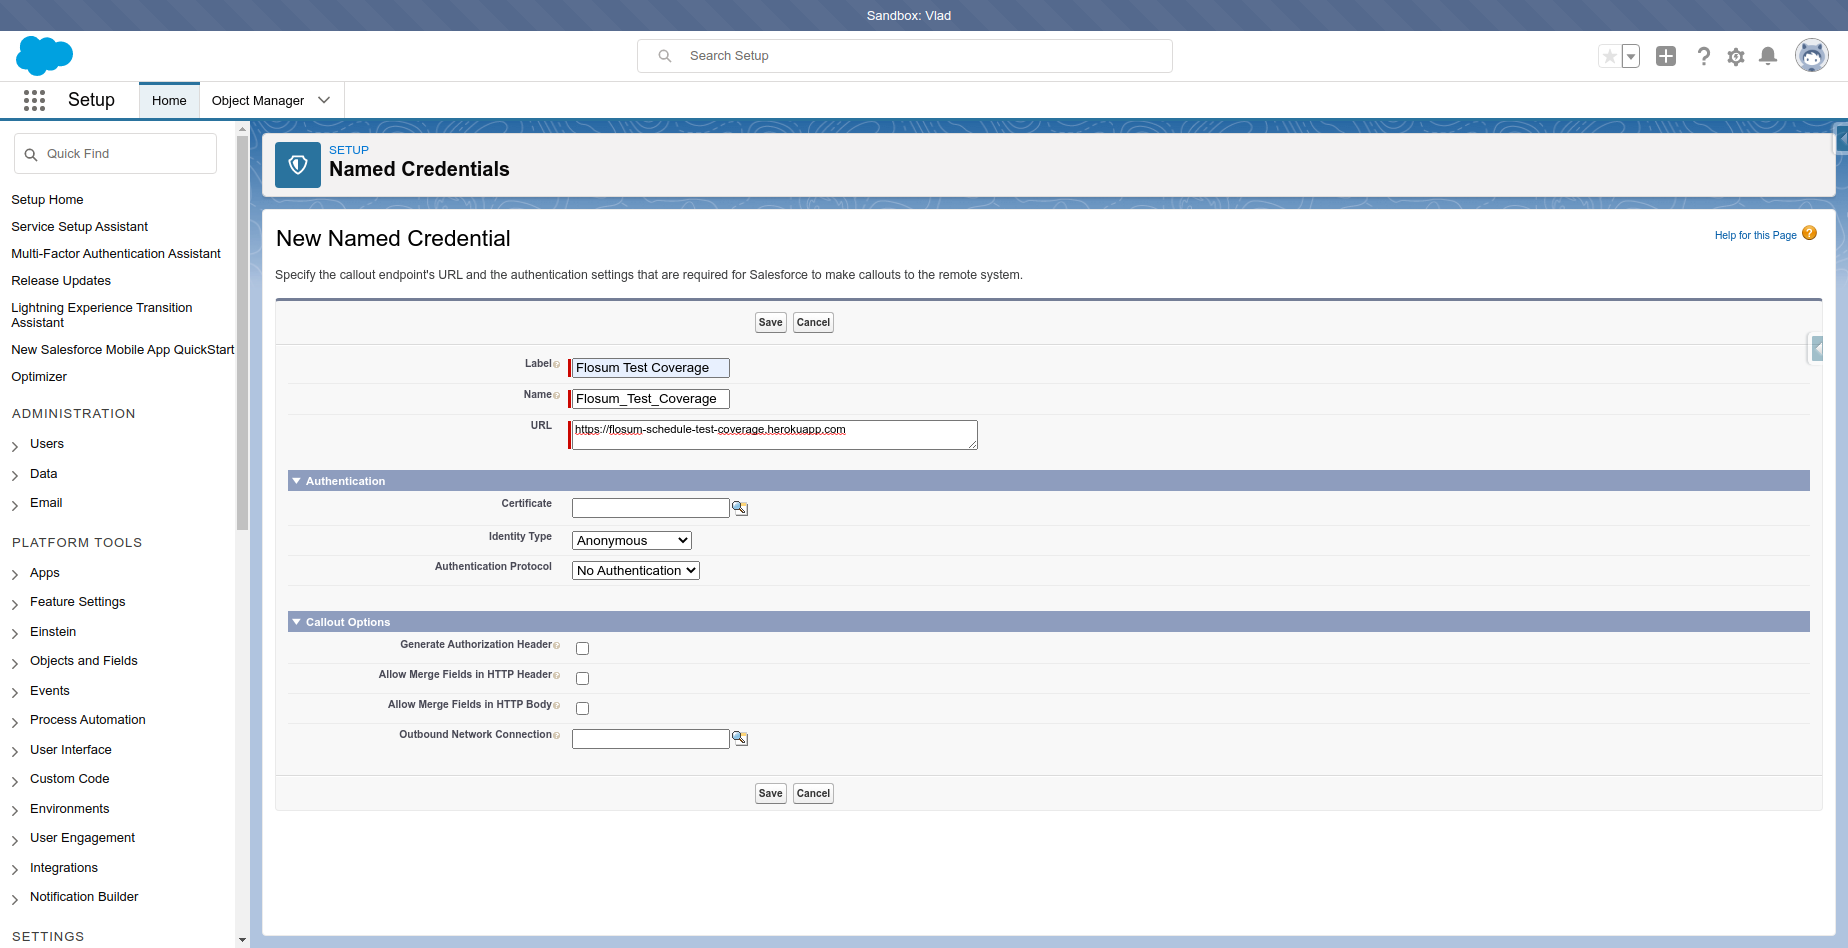 Sandbox: Vlad
Search Setup
Setup
Home
Object Manager
Quick Find
Setup Home
Service Setup Assistant
Multi-Factor Authentication Assistant
Release Updates
Lightning Experience Transition
Assistant
New Salesforce Mobile App QuickStart
Optimizer
ADMINISTRATION
Users
Data
Email
PLATFORM TOOLS
Apps
Feature Settings
Einstein
Objects and Fields
Events
Process Automation
User Interface
Custom Code
Environments
User Engagement
Integrations
Notification Builder
SETTINGS
SETUP
Named Credentials
New Named Credential
Help for this Page ?
Specify the callout endpoint's URL and the authentication settings that are required for Salesforce to make callouts to the remote system.
Save Cancel
Label Flosum Test Coverage
Name Flosum_Test_Coverage
URL https://flosum-schedule-test-coverage.herokuapp.com
Authentication
Certificate
Identity Type Anonymous
Authentication Protocol No Authentication
Callout Options
Generate Authorization Header
Allow Merge Fields in HTTP Header
Allow Merge Fields in HTTP Body
Outbound Network Connection
Save Cancel